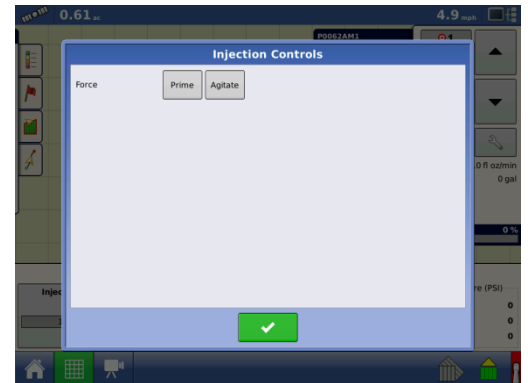 0.61 ac
4.9 mph
P0062AM1
Injection Controls
Force
Prime
Agitate
.0 fl oz/min
0 gal
0 %
Injec
re (PSI)
0
0
0